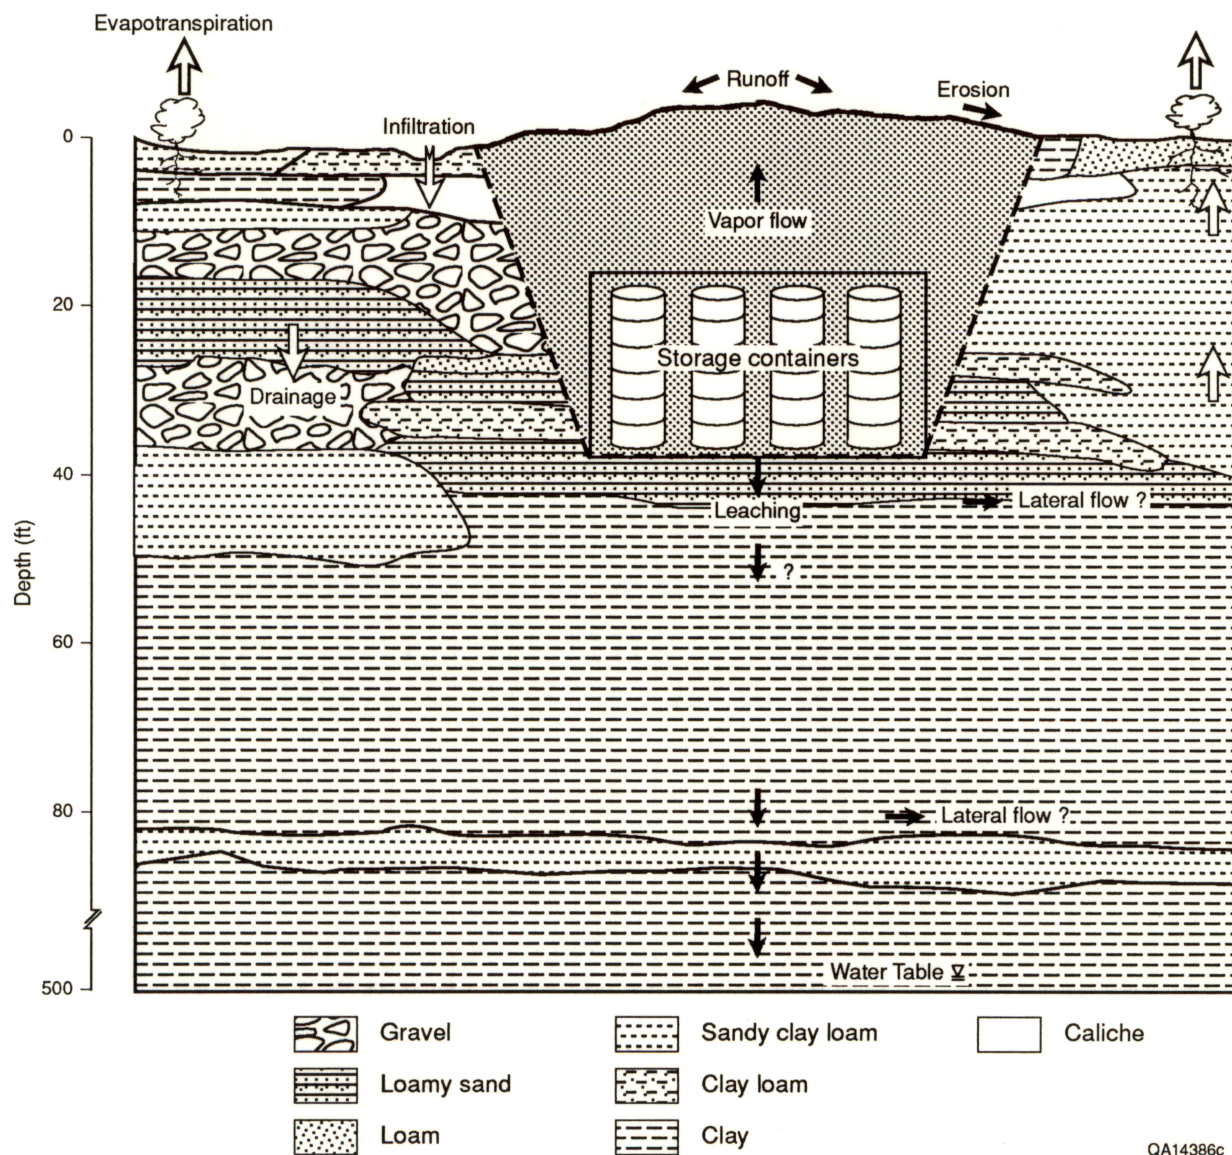 Evapotranspiration
Runoff
Erosion
Infiltration
0
Vapor flow
20
Storage containers
Drainage
40
Lateral flow ?
Leaching
Depth (ft)
?
60
80
Lateral flow ?
Water Table
500
Gravel
Sandy clay loam
Caliche
Loamy sand
Clay loam
Loam
Clay
QA14386c